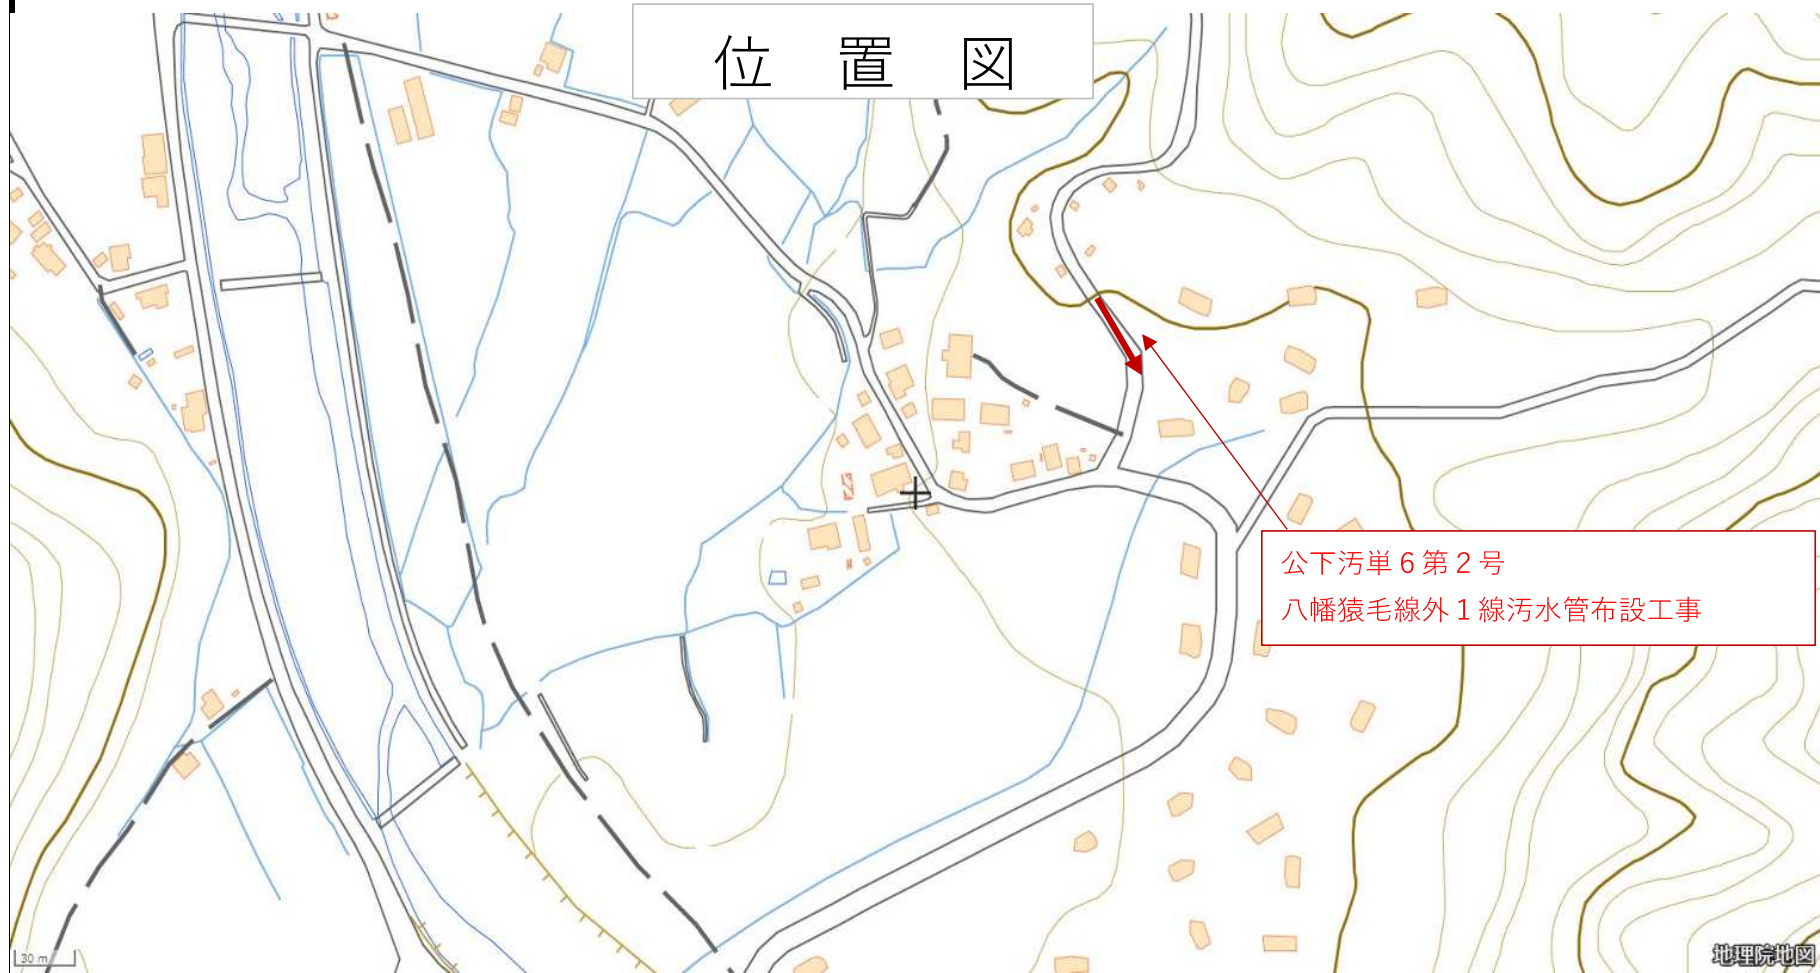 位 置 図
公下汚単６第２号
八幡猿毛線外１線汚水管布設工事
30 m
地理院地図